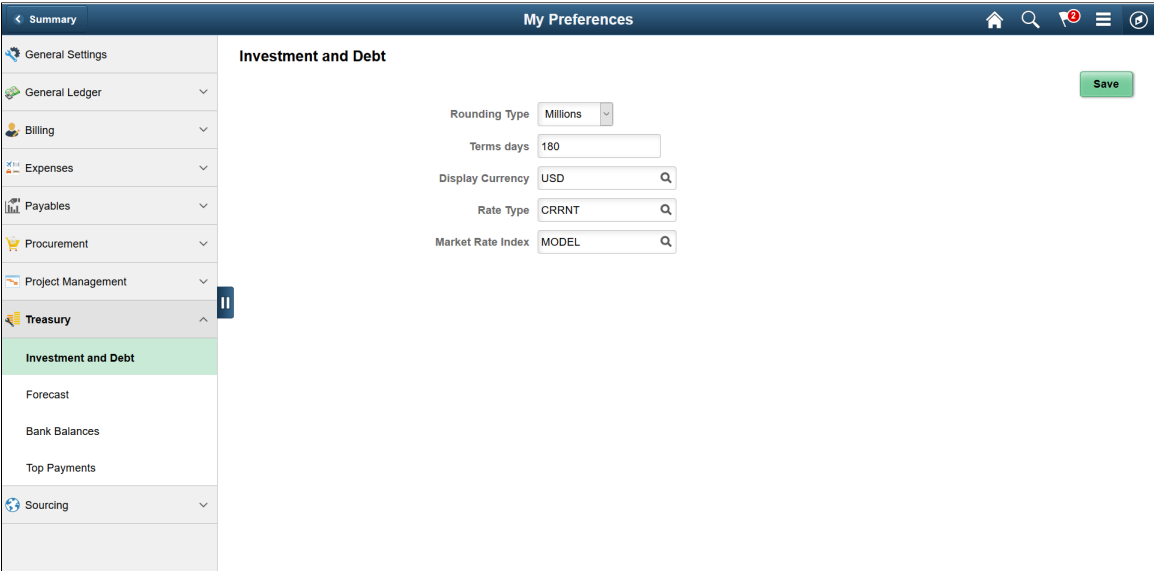 Summary
My Preferences
2
General Settings
General Ledger
Billing
Expenses
Payables
Procurement
Project Management
Treasury
Investment and Debt
Forecast
Bank Balances
Top Payments
Sourcing
Investment and Debt
Save
Rounding Type Millions
Terms days 180
Display Currency USD
Rate Type CRRNT
Market Rate Index MODEL